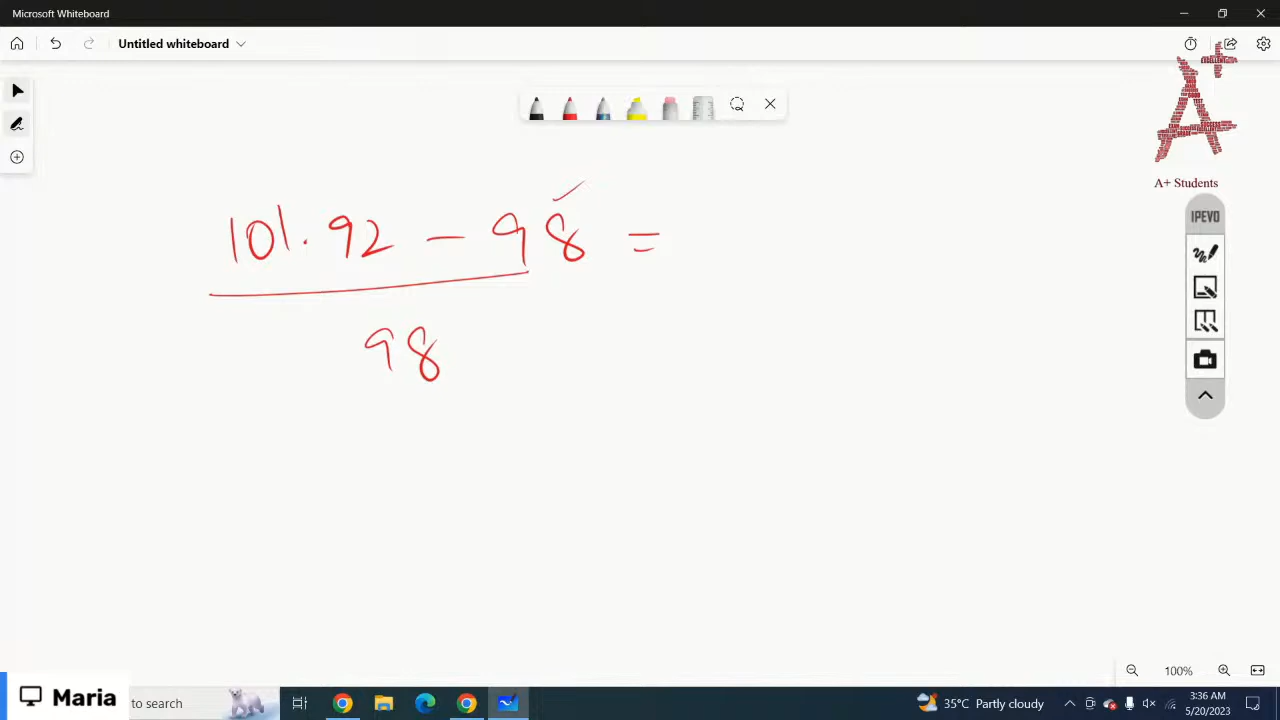 Microsoft Whiteboard
Untitled whiteboard
A+ Students
IPEVO
101.92 - 98 =
98
100%
Maria
to search
35°C Partly cloudy
3:36 AM
5/20/2023